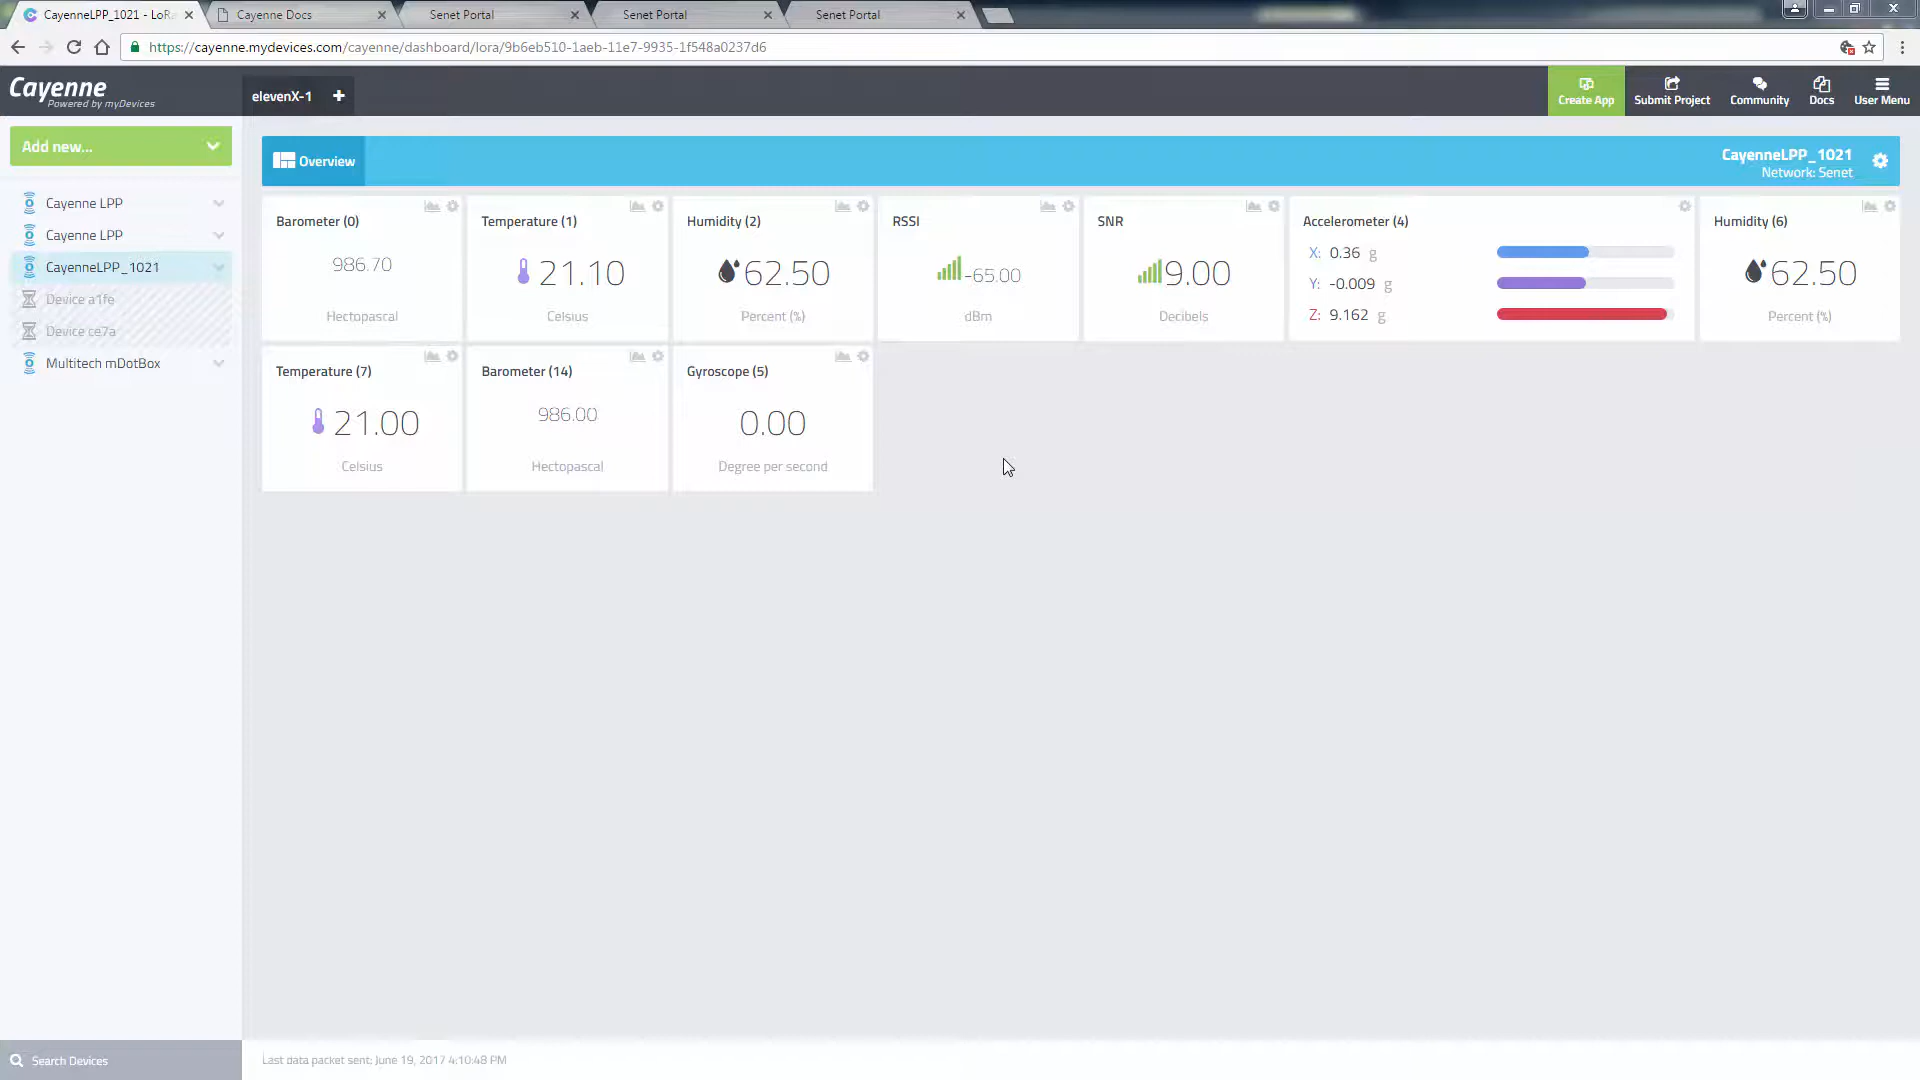 CayenneLPP_1021 - LoRa
Cayenne Docs
Senet Portal
Senet Portal
Senet Portal
https://cayenne.mydevices.com/cayenne/dashboard/lora/9b6eb510-1aeb-11e7-9935-1f548a0237d6
Cayenne
Powered by myDevices
elevenX-1
Create App
Submit Project
Community
Docs
User Menu
Add new...
Cayenne LPP
Cayenne LPP
CayenneLPP_1021
Device a1fe
Device ce7a
Multitech mDotBox
Search Devices
Overview
CayenneLPP_1021
Network: Senet
Barometer (0)
986.70
Hectopascal
Temperature (1)
21.10
Celsius
Humidity (2)
62.50
Percent (%)
RSSI
-65.00
dBm
SNR
9.00
Decibels
Accelerometer (4)
X: 0.36 g
Y: -0.009 g
Z: 9.162 g
Humidity (6)
62.50
Percent (%)
Temperature (7)
21.00
Celsius
Barometer (14)
986.00
Hectopascal
Gyroscope (5)
0.00
Degree per second
Last data packet sent: June 19, 2017 4:10:48 PM